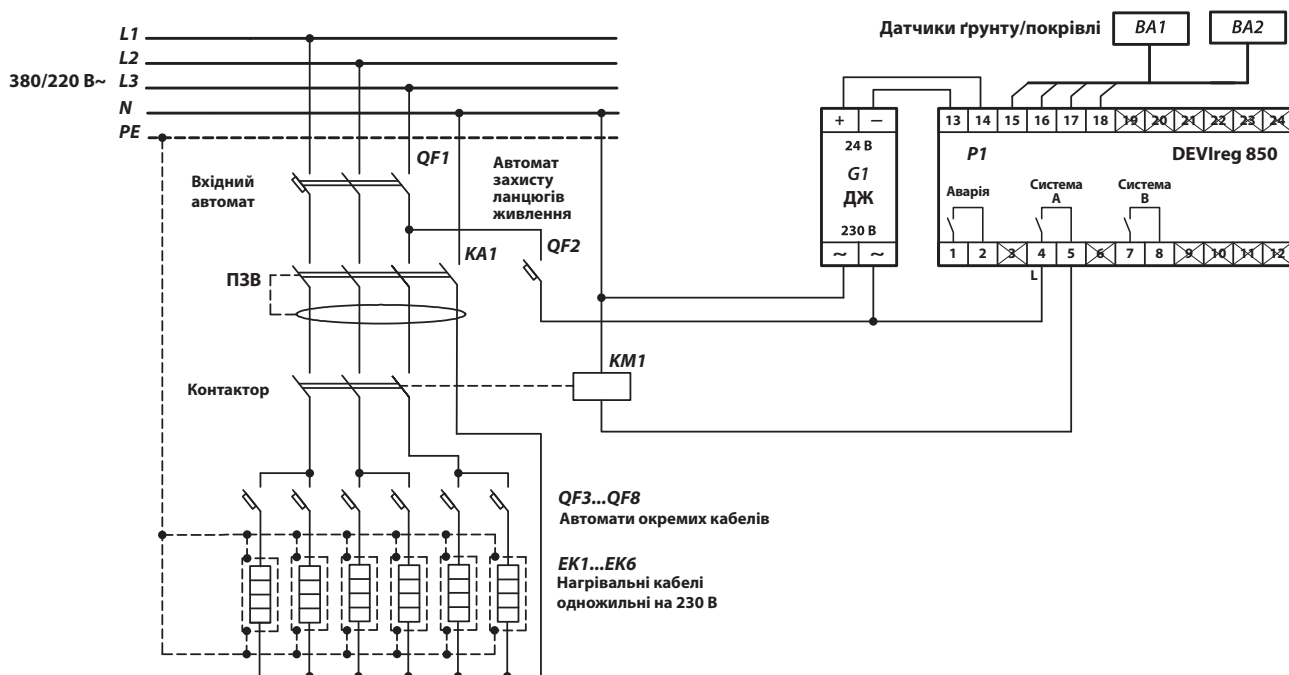 Датчики ґрунту/покрівлі
BA1
BA2
L1
L2
380/220 В~ L3
N
PE
13 14 15 16 17 18 19 20 21 22 23 24
+ −
24 В
G1
ДЖ
230 В
~ ~
P1
DEVIreg 850
Аварія
Система
А
Система
В
1 2 3 4 5 6 7 8 9 10 11 12
L
QF1
Вхідний
автомат
Автомат
захисту
ланцюгів
живлення
QF2
KA1
ПЗВ
KM1
Контактор
QF3...QF8
Автомати окремих кабелів
EK1...EK6
Нагрівальні кабелі
одножильні на 230 В